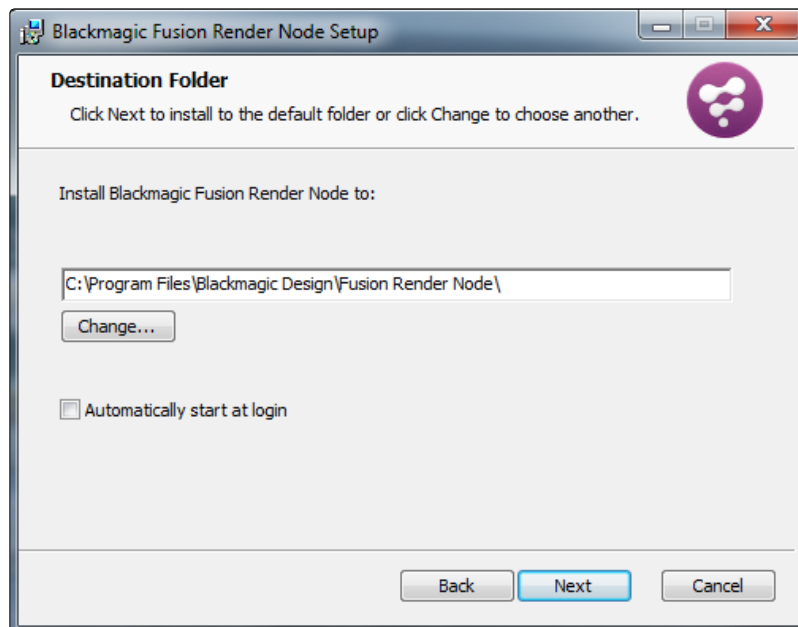 Blackmagic Fusion Render Node Setup
Destination Folder
Click Next to install to the default folder or click Change to choose another.
Install Blackmagic Fusion Render Node to:
C:\Program Files\Blackmagic Design\Fusion Render Node\
Change...
Automatically start at login
Back Next Cancel